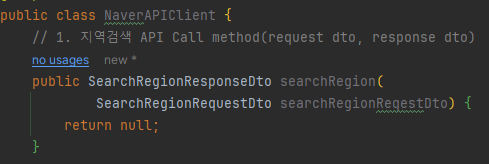 public class NaverAPIClient {
// 1. 지역검색 API Call method(request dto, response dto)
no usages new *
public SearchRegionResponseDto searchRegion(
SearchRegionRequestDto searchRegionReqestDto) {
return null;
}